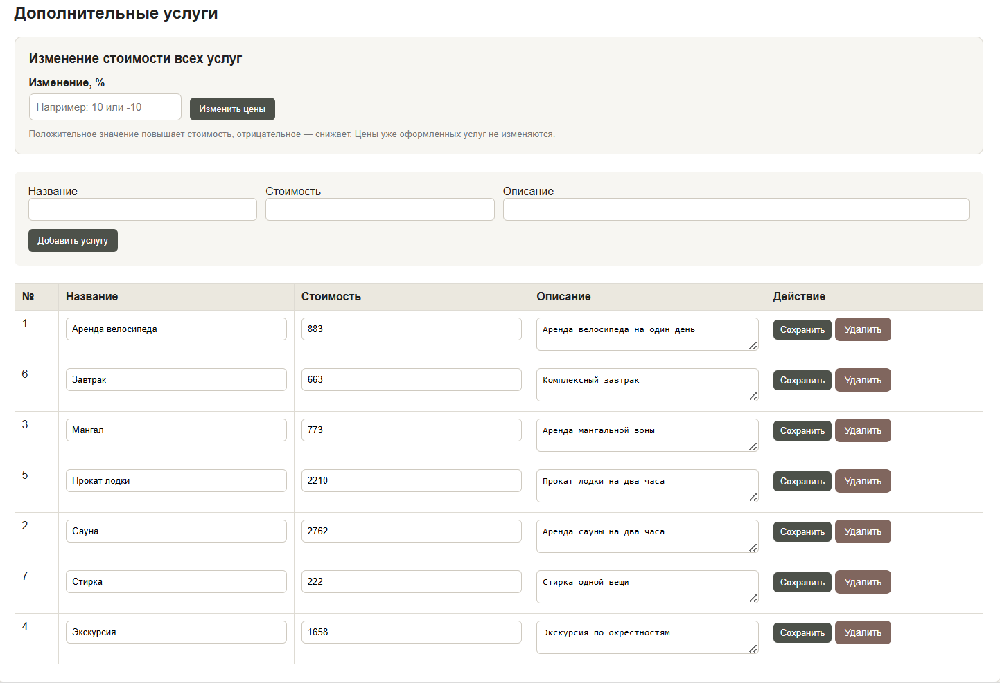 Дополнительные услуги
Изменение стоимости всех услуг
Изменение, %
Например: 10 или -10
Изменить цены
Положительное значение повышает стоимость, отрицательное — снижает. Цены уже оформленных услуг не изменяются.
Название Стоимость Описание
Добавить услугу
№ Название Стоимость Описание Действие
1 Аренда велосипеда 883 Аренда велосипеда на один день Сохранить Удалить
6 Завтрак 663 Комплексный завтрак Сохранить Удалить
3 Мангал 773 Аренда мангальной зоны Сохранить Удалить
5 Прокат лодки 2210 Прокат лодки на два часа Сохранить Удалить
2 Сауна 2762 Аренда сауны на два часа Сохранить Удалить
7 Стирка 222 Стирка одной вещи Сохранить Удалить
4 Экскурсия 1658 Экскурсия по окрестностям Сохранить Удалить